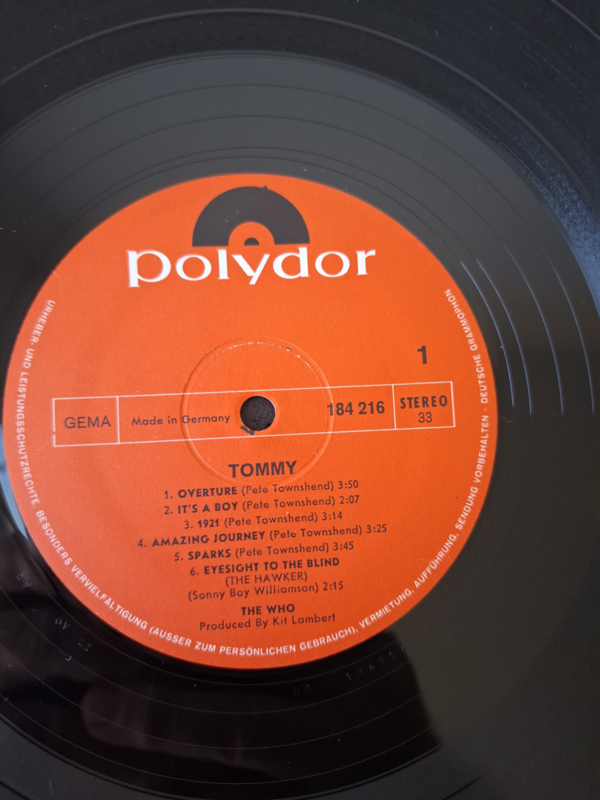 polydor
1
GEMA
Made in Germany
184 216
STEREO
33
TOMMY
1. OVERTURE (Pete Townshend) 3:50
2. IT'S A BOY (Pete Townshend) 2:07
3. 1921 (Pete Townshend) 3:14
4. AMAZING JOURNEY (Pete Townshend) 3:25
5. SPARKS (Pete Townshend) 3:45
6. EYESIGHT TO THE BLIND
(THE HAWKER)
(Sonny Boy Williamson) 2:15
THE WHO
Produced By Kit Lambert
URHEBER- UND LEISTUNGSSCHUTZRECHTE, BESONDERS VERVIELFÄLTIGUNG (AUSSER ZUM PERSÖNLICHEN GEBRAUCH), VERMIETUNG, AUFFÜHRUNG, SENDUNG VORBEHALTEN · DEUTSCHE GRAMMOPHON